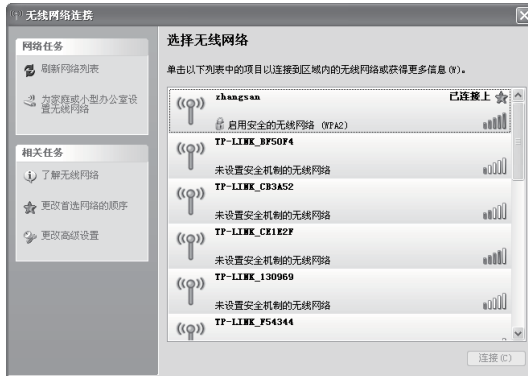 无线网络连接
网络任务
刷新网络列表
为家庭或小型办公室设
置无线网络
相关任务
了解无线网络
更改首选网络的顺序
更改高级设置
选择无线网络
单击以下列表中的项目以连接到区域内的无线网络或获得更多信息(W)。
zhangsan 已连接上
启用安全的无线网络 (WPA2)
TP-LINK_BF50F4
未设置安全机制的无线网络
TP-LINK_CB3A52
未设置安全机制的无线网络
TP-LINK_CE1E2F
未设置安全机制的无线网络
TP-LINK_130969
未设置安全机制的无线网络
TP-LINK_F54344
连接(C)